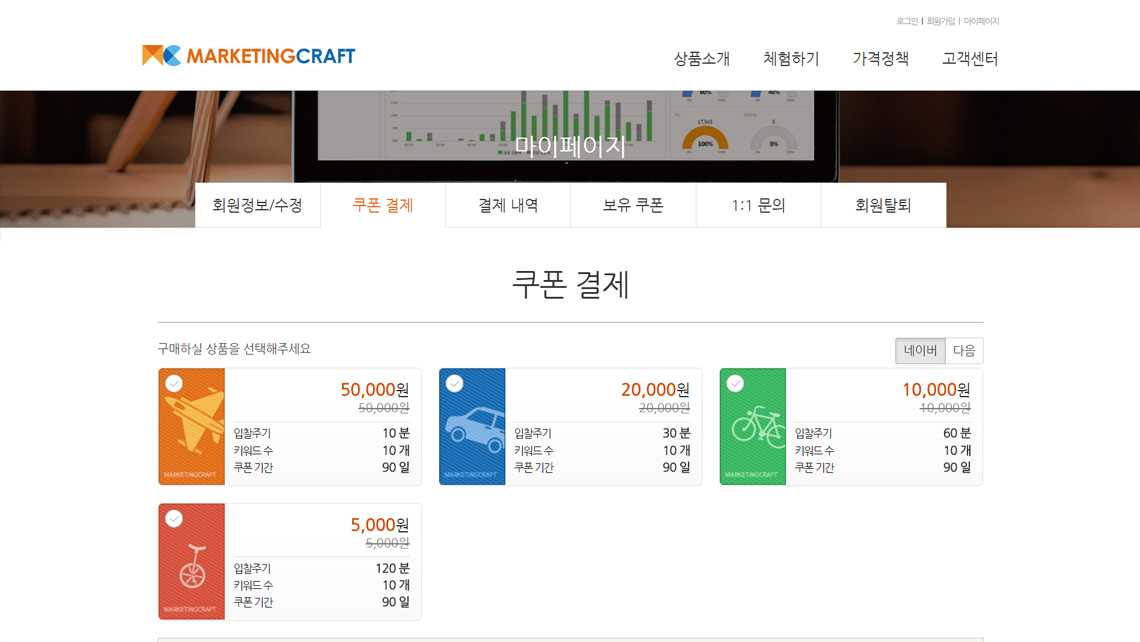 로그인 | 회원가입 | 마이페이지
MARKETINGCRAFT
상품소개 체험하기 가격정책 고객센터
마이페이지
60% 40%
17,546 5
100% 0%
회원정보/수정 쿠폰 결제 결제 내역 보유 쿠폰 1:1 문의 회원탈퇴
쿠폰 결제
구매하실 상품을 선택해주세요
네이버 다음
50,000원
50,000원
입찰주기 10 분
키워드 수 10 개
쿠폰 기간 90 일
MARKETINGCRAFT
20,000원
20,000원
입찰주기 30 분
키워드 수 10 개
쿠폰 기간 90 일
MARKETINGCRAFT
10,000원
10,000원
입찰주기 60 분
키워드 수 10 개
쿠폰 기간 90 일
MARKETINGCRAFT
5,000원
5,000원
입찰주기 120 분
키워드 수 10 개
쿠폰 기간 90 일
MARKETINGCRAFT